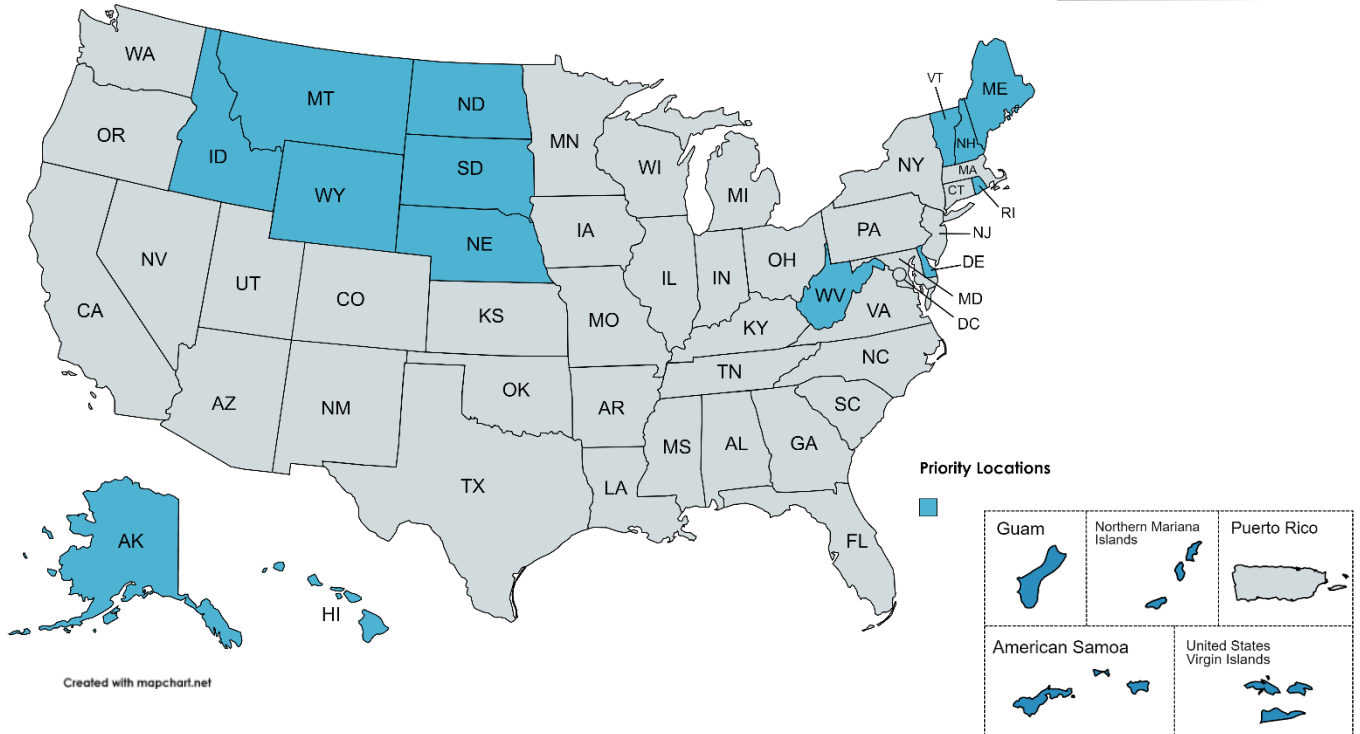 WA
MT
ND
MN
VT
ME
OR
ID
SD
WI
NY
NH
MA
WY
MI
CT
RI
NE
IA
PA
NJ
NV
UT
CO
IL
IN
OH
DE
CA
KS
MO
WV
VA
MD
KY
DC
NC
TN
AZ
NM
OK
AR
SC
MS
AL
GA
TX
LA
FL
AK
HI
Priority Locations
Guam
Northern Mariana
Islands
Puerto Rico
American Samoa
United States
Virgin Islands
Created with mapchart.net